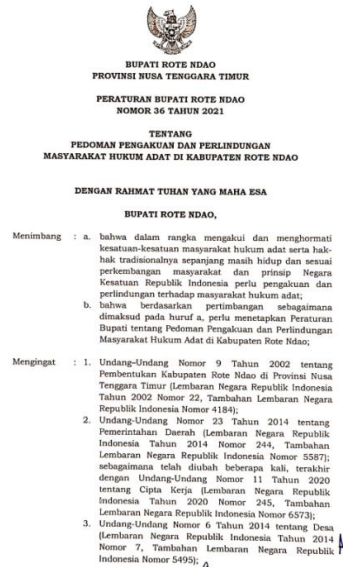 BUPATI ROTE NDAO
PROVINSI NUSA TENGGARA TIMUR
PERATURAN BUPATI ROTE NDAO
NOMOR 36 TAHUN 2021
TENTANG
PEDOMAN PENGAKUAN DAN PERLINDUNGAN
MASYARAKAT HUKUM ADAT DI KABUPATEN ROTE NDAO
DENGAN RAHMAT TUHAN YANG MAHA ESA
BUPATI ROTE NDAO,
Menimbang : a. bahwa dalam rangka mengakui dan menghormati
kesatuan-kesatuan masyarakat hukum adat serta hak-
hak tradisionalnya sepanjang masih hidup dan sesuai
perkembangan masyarakat dan prinsip Negara
Kesatuan Republik Indonesia perlu pengakuan dan
perlindungan terhadap masyarakat hukum adat;
b. bahwa berdasarkan pertimbangan sebagaimana
dimaksud pada huruf a, perlu menetapkan Peraturan
Bupati tentang Pedoman Pengakuan dan Perlindungan
Masyarakat Hukum Adat di Kabupaten Rote Ndao;
Mengingat : 1. Undang–Undang Nomor 9 Tahun 2002 tentang
Pembentukan Kabupaten Rote Ndao di Provinsi Nusa
Tenggara Timur (Lembaran Negara Republik Indonesia
Tahun 2002 Nomor 22, Tambahan Lembaran Negara
Republik Indonesia Nomor 4184);
2. Undang-Undang Nomor 23 Tahun 2014 tentang
Pemerintahan Daerah (Lembaran Negara Republik
Indonesia Tahun 2014 Nomor 244, Tambahan
Lembaran Negara Republik Indonesia Nomor 5587);
sebagaimana telah diubah beberapa kali, terakhir
dengan Undang-Undang Nomor 11 Tahun 2020
tentang Cipta Kerja (Lembaran Negara Republik
Indonesia Tahun 2020 Nomor 245, Tambahan
Lembaran Negara Republik Indonesia Nomor 6573);
3. Undang-Undang Nomor 6 Tahun 2014 tentang Desa
(Lembaran Negara Republik Indonesia Tahun 2014
Nomor 7, Tambahan Lembaran Negara Republik
Indonesia Nomor 5495);